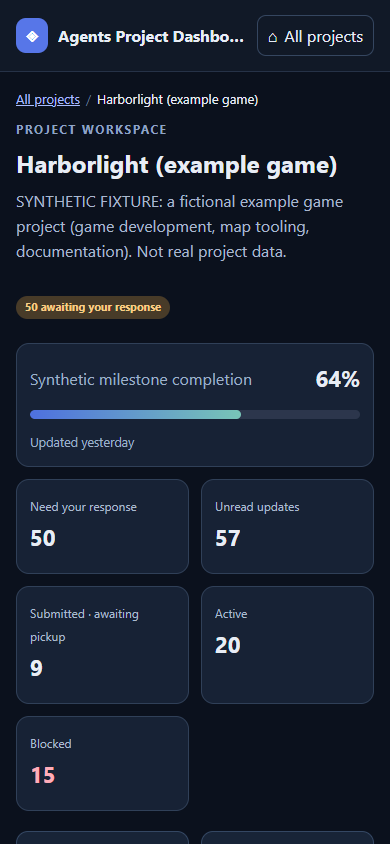 Agents Project Dashbo...
All projects
All projects / Harborlight (example game)
PROJECT WORKSPACE
Harborlight (example game)
SYNTHETIC FIXTURE: a fictional example game
project (game development, map tooling,
documentation). Not real project data.
50 awaiting your response
Synthetic milestone completion 64%
Updated yesterday
Need your response
50
Unread updates
57
Submitted · awaiting
pickup
9
Active
20
Blocked
15